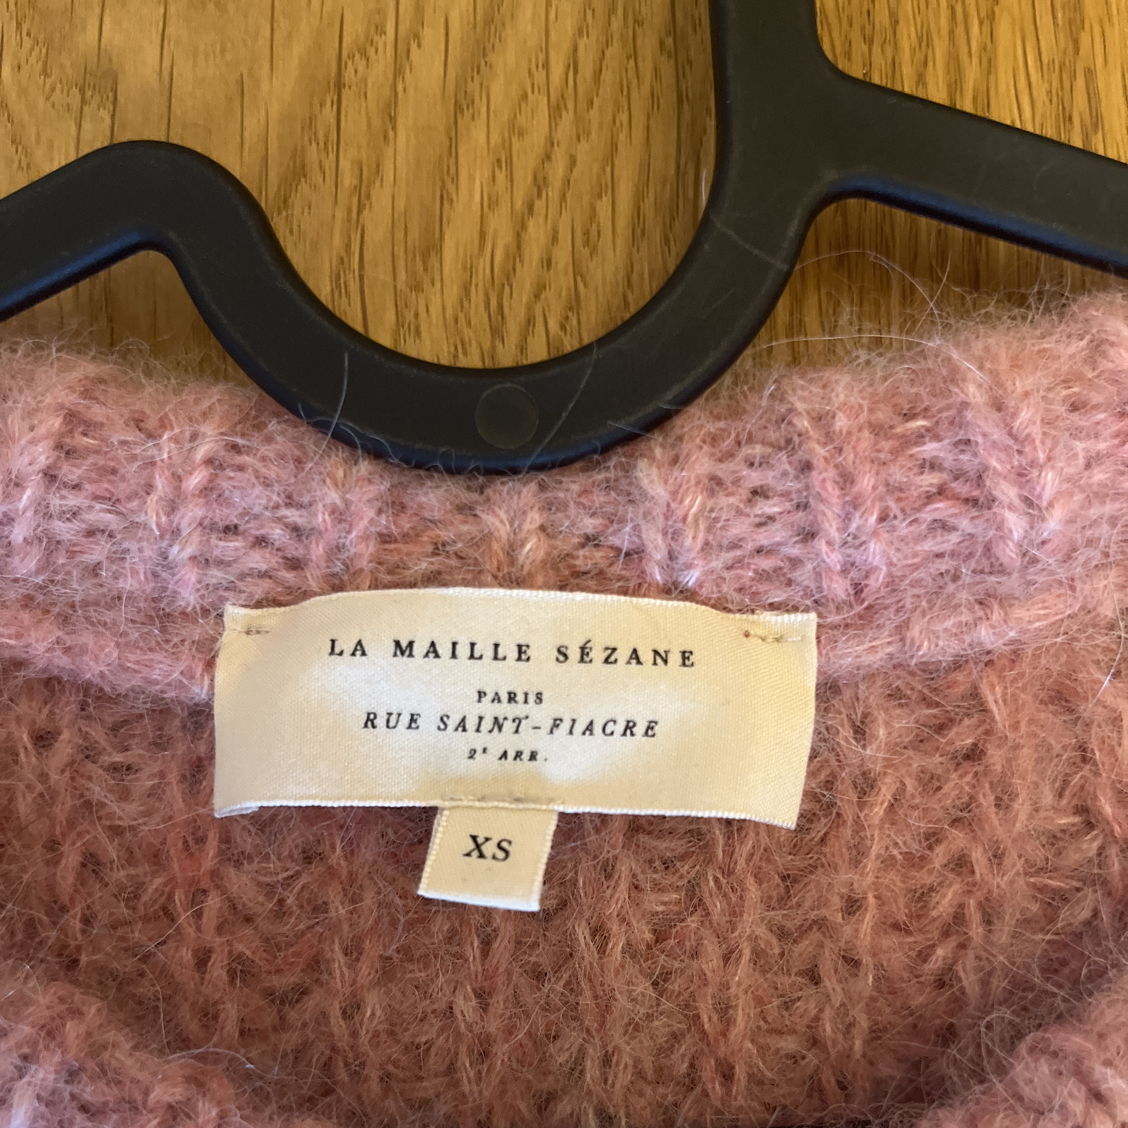 LA MAILLE SÉZANE
PARIS
RUE SAINT-FIACRE
2E ARR.
XS